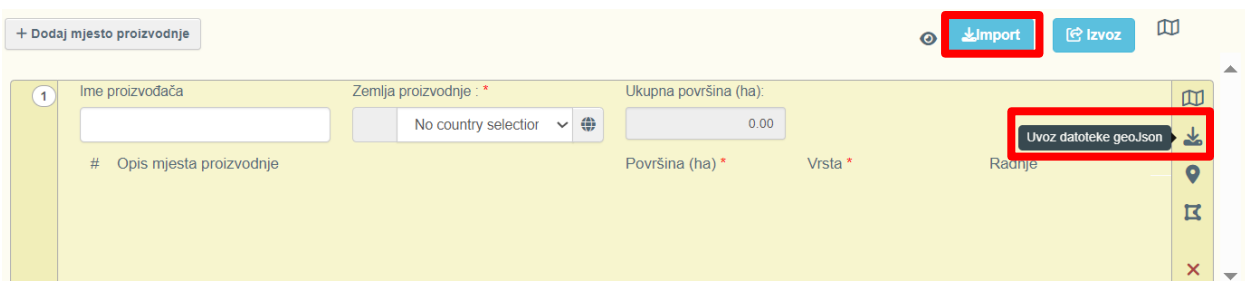 + Dodaj mjesto proizvodnje
Import
Izvoz
1
Ime proizvođača
Zemlja proizvodnje : *
Ukupna površina (ha):
No country selection
0.00
Uvoz datoteke geoJson
# Opis mjesta proizvodnje
Površina (ha) *
Vrsta *
Radnje